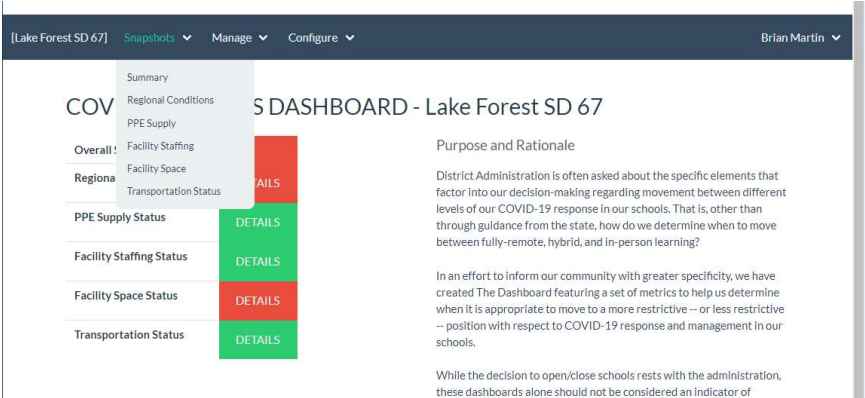 [Lake Forest SD 67] Snapshots Manage Configure Brian Martin
Summary
Regional Conditions
PPE Supply
Facility Staffing
Facility Space
Transportation Status
COV S DASHBOARD - Lake Forest SD 67
Overall
Regiona AILS
PPE Supply Status DETAILS
Facility Staffing Status DETAILS
Facility Space Status DETAILS
Transportation Status DETAILS
Purpose and Rationale
District Administration is often asked about the specific elements that
factor into our decision-making regarding movement between different
levels of our COVID-19 response in our schools. That is, other than
through guidance from the state, how do we determine when to move
between fully-remote, hybrid, and in-person learning?
In an effort to inform our community with greater specificity, we have
created The Dashboard featuring a set of metrics to help us determine
when it is appropriate to move to a more restrictive -- or less restrictive
-- position with respect to COVID-19 response and management in our
schools.
While the decision to open/close schools rests with the administration,
these dashboards alone should not be considered an indicator of